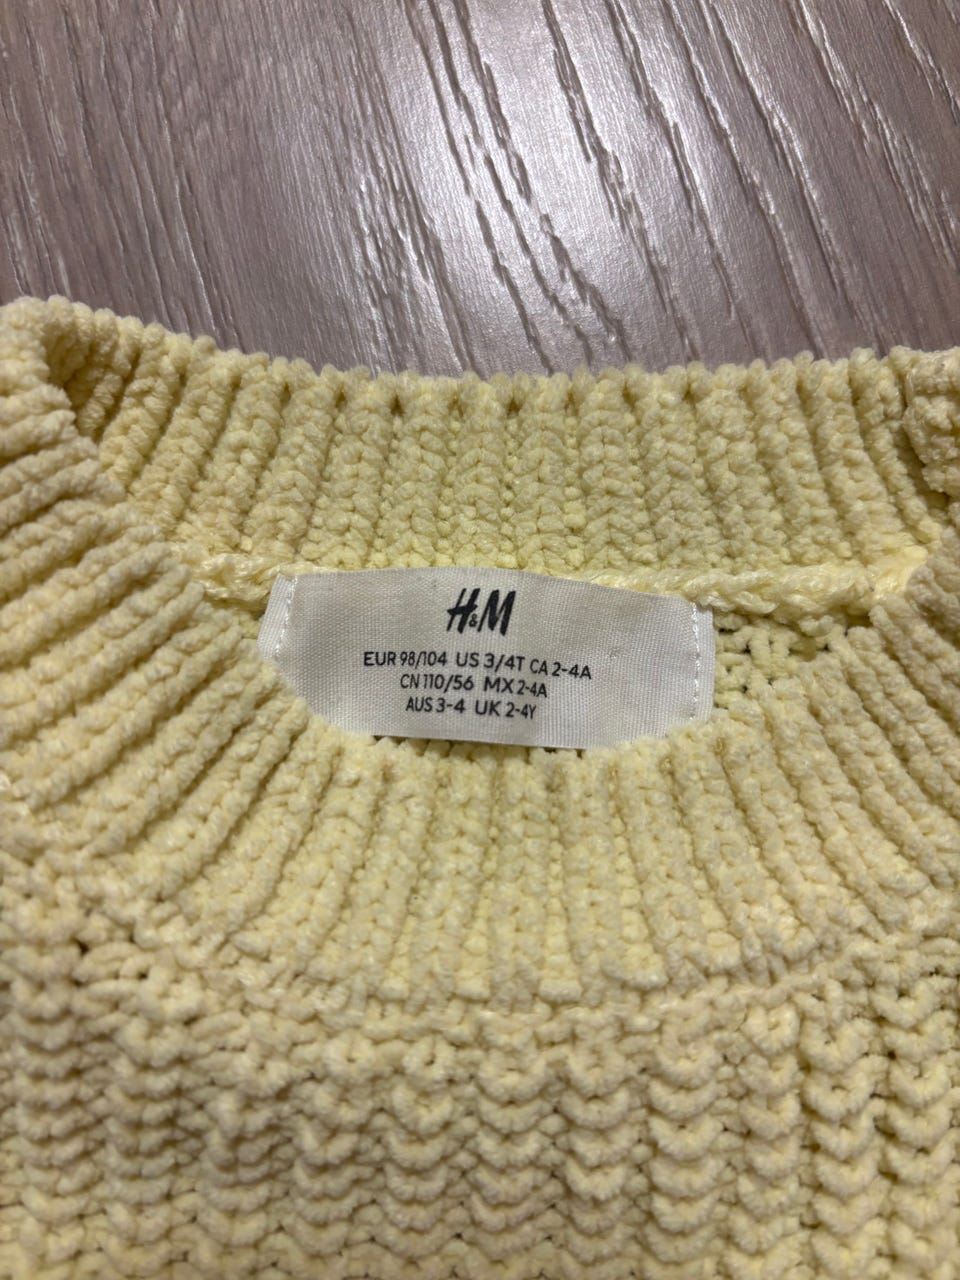 H&M
EUR 98/104 US 3/4T CA 2-4A
CN 110/56 MX 2-4A
AUS 3-4 UK 2-4Y